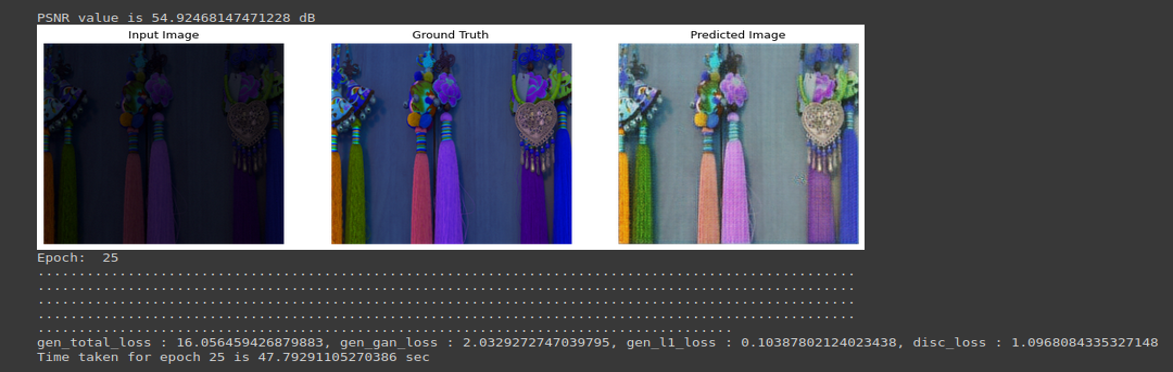 PSNR value is 54.92468147471228 dB
Input Image
Ground Truth
Predicted Image
Epoch:  25
.....................................................................................................
.....................................................................................................
.....................................................................................................
.....................................................................................................
......................................................................................
gen_total_loss : 16.056459426879883, gen_gan_loss : 2.0329272747039795, gen_l1_loss : 0.10387802124023438, disc_loss : 1.0968084335327148
Time taken for epoch 25 is 47.79291105270386 sec